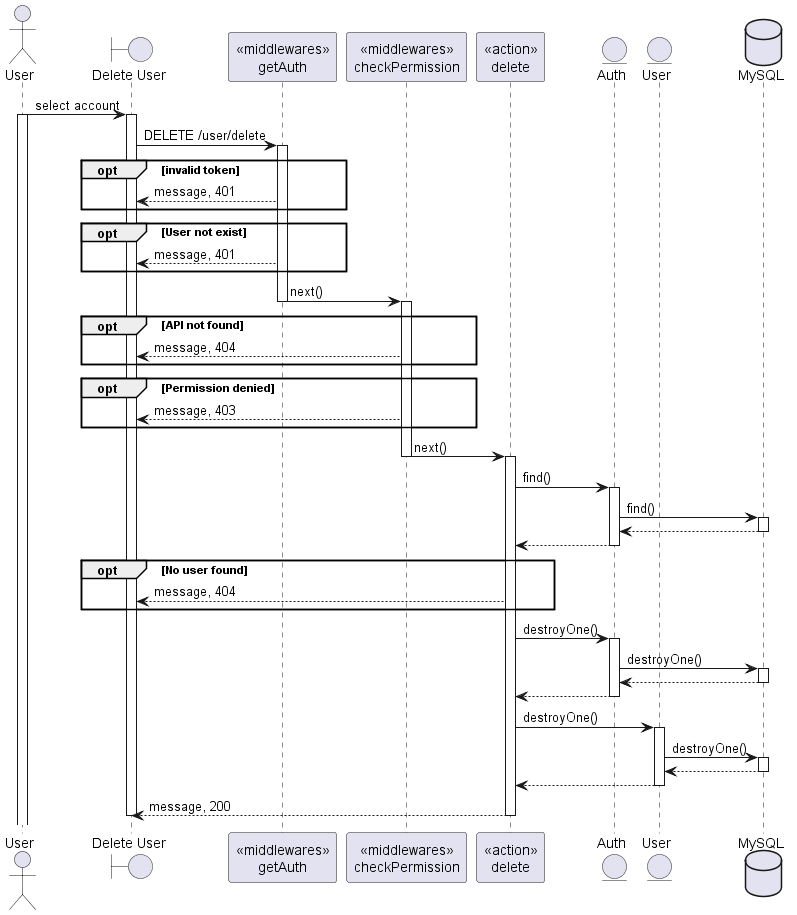 User
Delete User
«middlewares»
getAuth
«middlewares»
checkPermission
«action»
delete
Auth
User
MySQL
select account
DELETE /user/delete
opt [invalid token]
message, 401
opt [User not exist]
message, 401
next()
opt [API not found]
message, 404
opt [Permission denied]
message, 403
next()
find()
find()
opt [No user found]
message, 404
destroyOne()
destroyOne()
destroyOne()
destroyOne()
message, 200
User
Delete User
«middlewares»
getAuth
«middlewares»
checkPermission
«action»
delete
Auth
User
MySQL